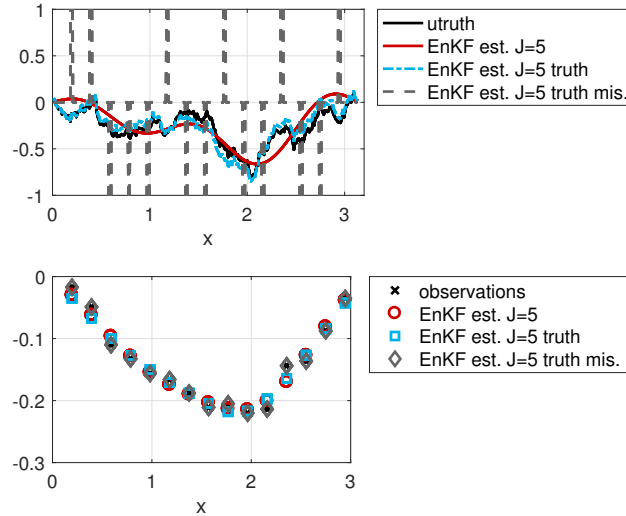 1
0.5
0
-0.5
-1
0
1
2
3
x
utruth
EnKF est. J=5
EnKF est. J=5 truth
EnKF est. J=5 truth mis.
0
-0.1
-0.2
-0.3
0
1
2
3
x
observations
EnKF est. J=5
EnKF est. J=5 truth
EnKF est. J=5 truth mis.